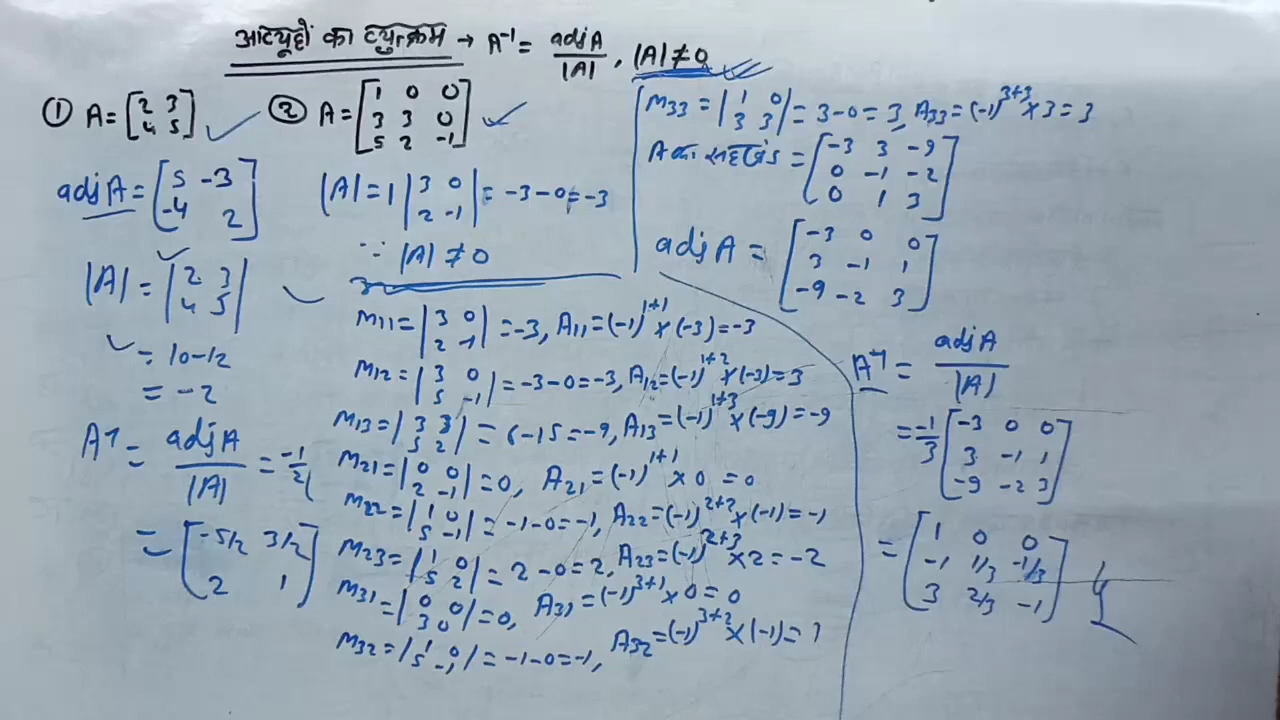 आव्यूहों का व्युत्क्रम → A⁻¹ = adjA / |A| , |A| ≠ 0
① A = [2 3; 4 5]
② A = [1 0 0; 3 3 0; 5 2 -1]
adjA = [5 -3; -4 2]
|A| = |2 3; 4 5|
= 10-12
= -2
A⁻¹ = adjA / |A| = -1/2
= [-5/2 3/2; 2 1]
|A| = 1 |3 0; 2 -1| = -3-0 = -3
∵ |A| ≠ 0
M11 = |3 0; 2 -1| = -3, A11 = (-1)¹⁺¹ × (-3) = -3
M12 = |3 0; 5 -1| = -3-0 = -3, A12 = (-1)¹⁺² × (-3) = 3
M13 = |3 3; 5 2| = 6-15 = -9, A13 = (-1)¹⁺³ × (-9) = -9
M21 = |0 0; 2 -1| = 0, A21 = (-1)¹⁺¹ × 0 = 0
M22 = |1 0; 5 -1| = -1-0 = -1, A22 = (-1)²⁺² × (-1) = -1
M23 = |1 0; 5 2| = 2-0 = 2, A23 = (-1)²⁺³ × 2 = -2
M31 = |0 0; 3 0| = 0, A31 = (-1)³⁺¹ × 0 = 0
M32 = |1 0; 5 -1| = -1-0 = -1, A32 = (-1)³⁺² × (-1) = 1
M33 = |1 0; 3 3| = 3-0 = 3, A33 = (-1)³⁺³ × 3 = 3
A का सहखंड = [-3 3 -9; 0 -1 -2; 0 1 3]
adjA = [-3 0 0; 3 -1 1; -9 -2 3]
A⁻¹ = adjA / |A|
= -1/3 [-3 0 0; 3 -1 1; -9 -2 3]
= [1 0 0; -1 1/3 -1/3; 3 2/3 -1]